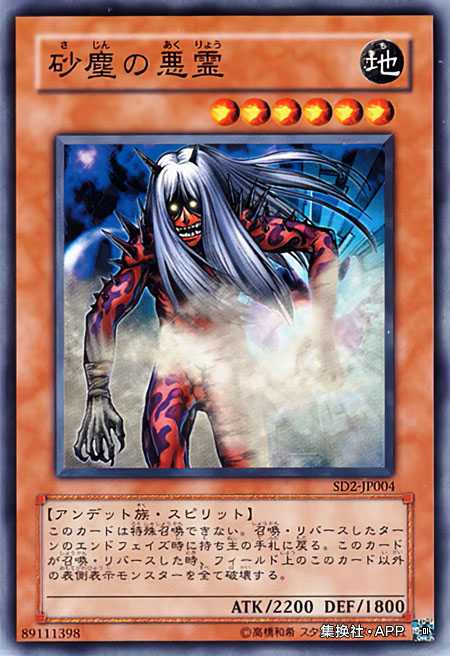 砂塵の悪霊
さ じん あく りょう
地
SD2-JP004
【アンデット族・スピリット】
このカードは特殊召喚できない。召喚・リバースしたター
ンのエンドフェイズ時に持ち主の手札に戻る。このカード
が召喚・リバースした時、フィールド上のこのカード以外
の表側表示モンスターを全て破壊する。
ATK/2200 DEF/1800
89111398
©高橋和希 スタ
集換社・APP